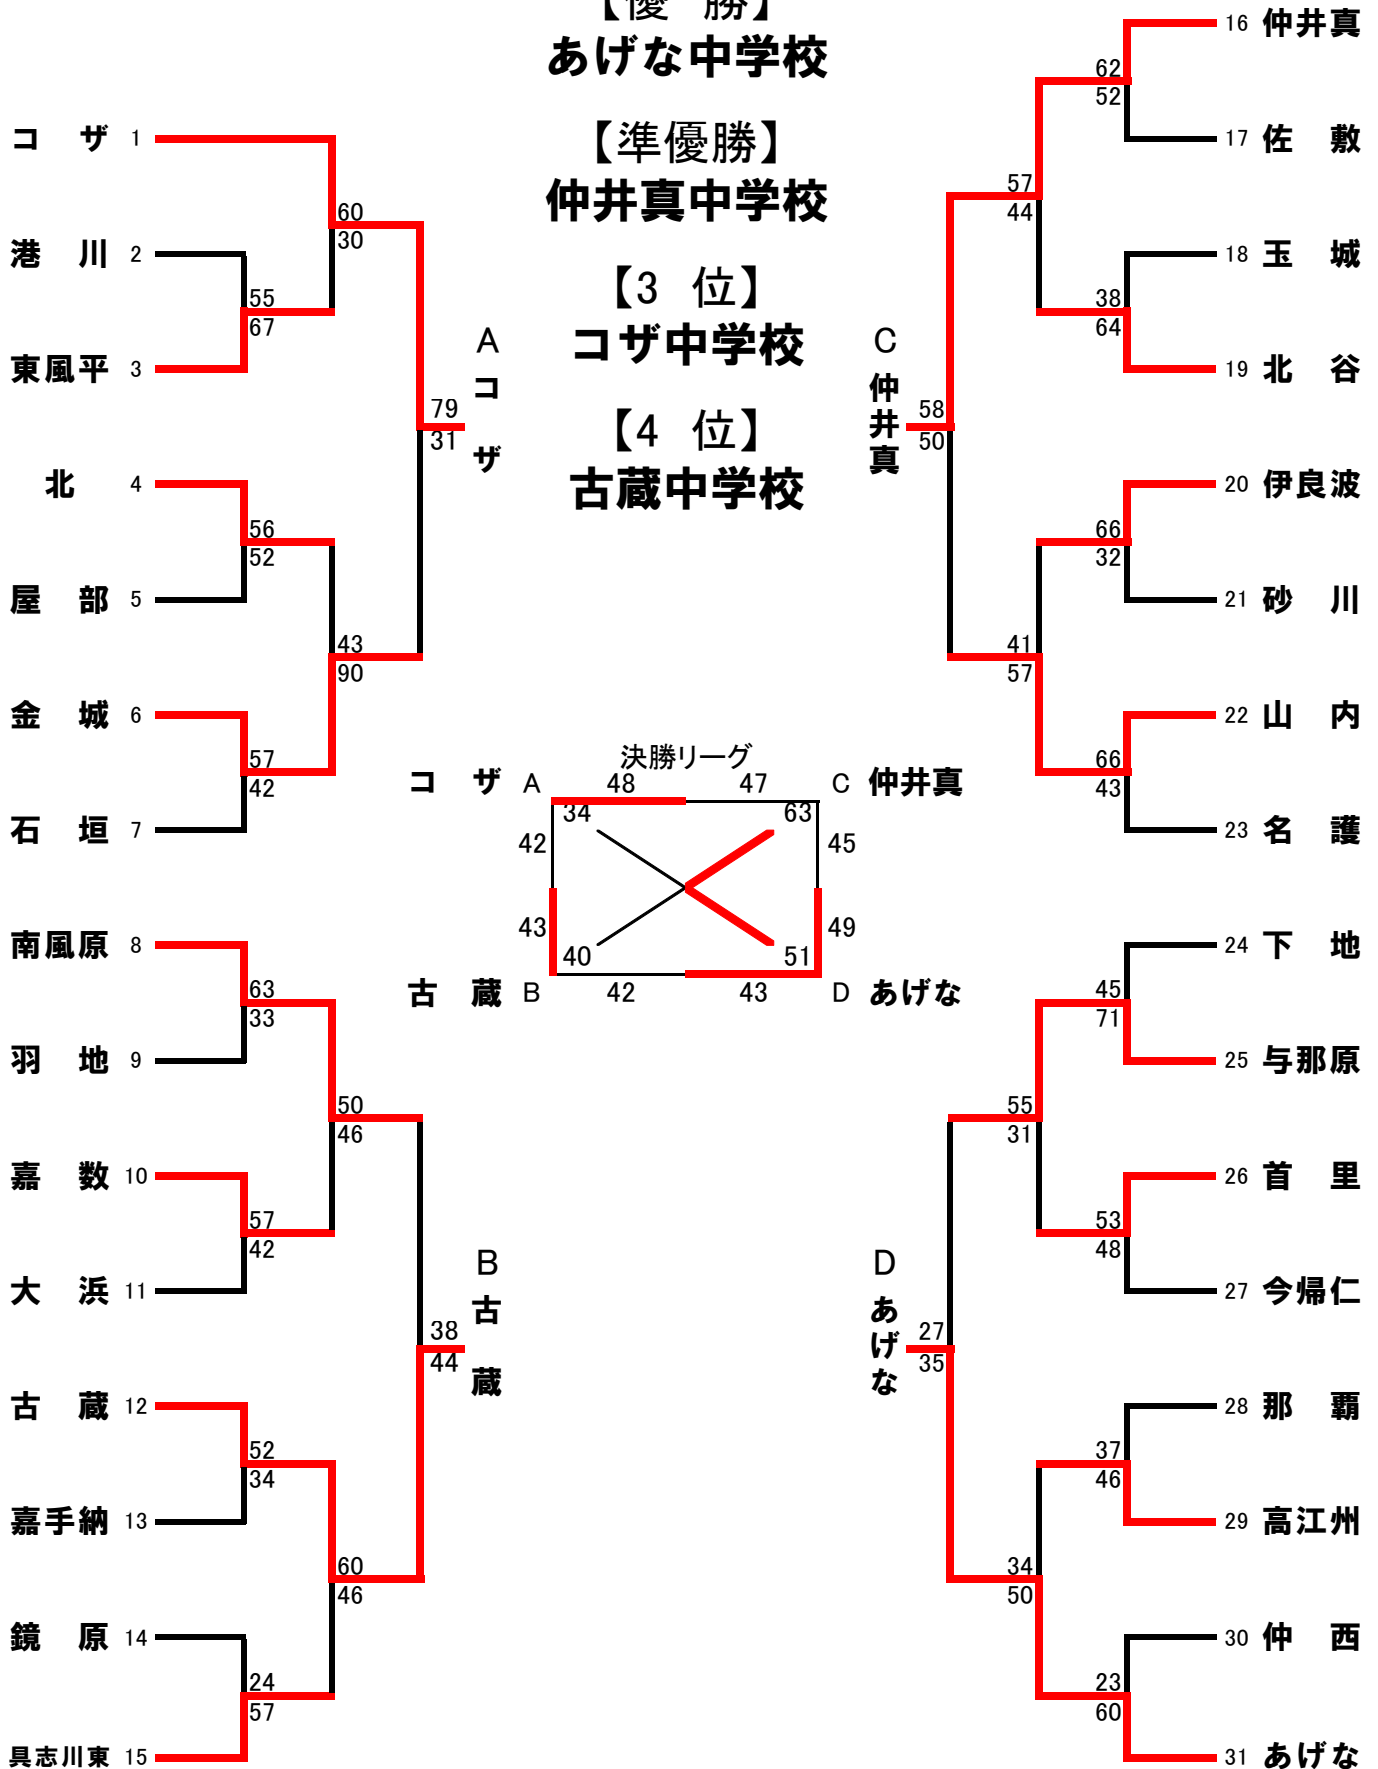 【優　勝】
あげな中学校
【準優勝】
仲井真中学校
【3　位】
コザ中学校
【4　位】
古蔵中学校
コ　ザ 1
港　川 2
東風平 3
北 4
屋　部 5
金　城 6
石　垣 7
南風原 8
羽　地 9
嘉　数 10
大　浜 11
古　蔵 12
嘉手納 13
鏡　原 14
具志川東 15
60
30
55
67
56
52
43
90
57
42
79
31
A
コ　ザ
63
33
50
46
57
42
52
34
60
46
24
57
38
44
B
古　蔵
決勝リーグ
コ　ザ A 48 47 C 仲井真
34 63
42 45
43 49
40 51
古　蔵 B 42 43 D あげな
C
仲井真
58
50
62
52
57
44
38
64
66
32
41
57
66
43
D
あげな
27
35
45
71
55
31
53
48
37
46
34
50
23
60
16 仲井真
17 佐　敷
18 玉　城
19 北　谷
20 伊良波
21 砂　川
22 山　内
23 名　護
24 下　地
25 与那原
26 首　里
27 今帰仁
28 那　覇
29 高江州
30 仲　西
31 あげな